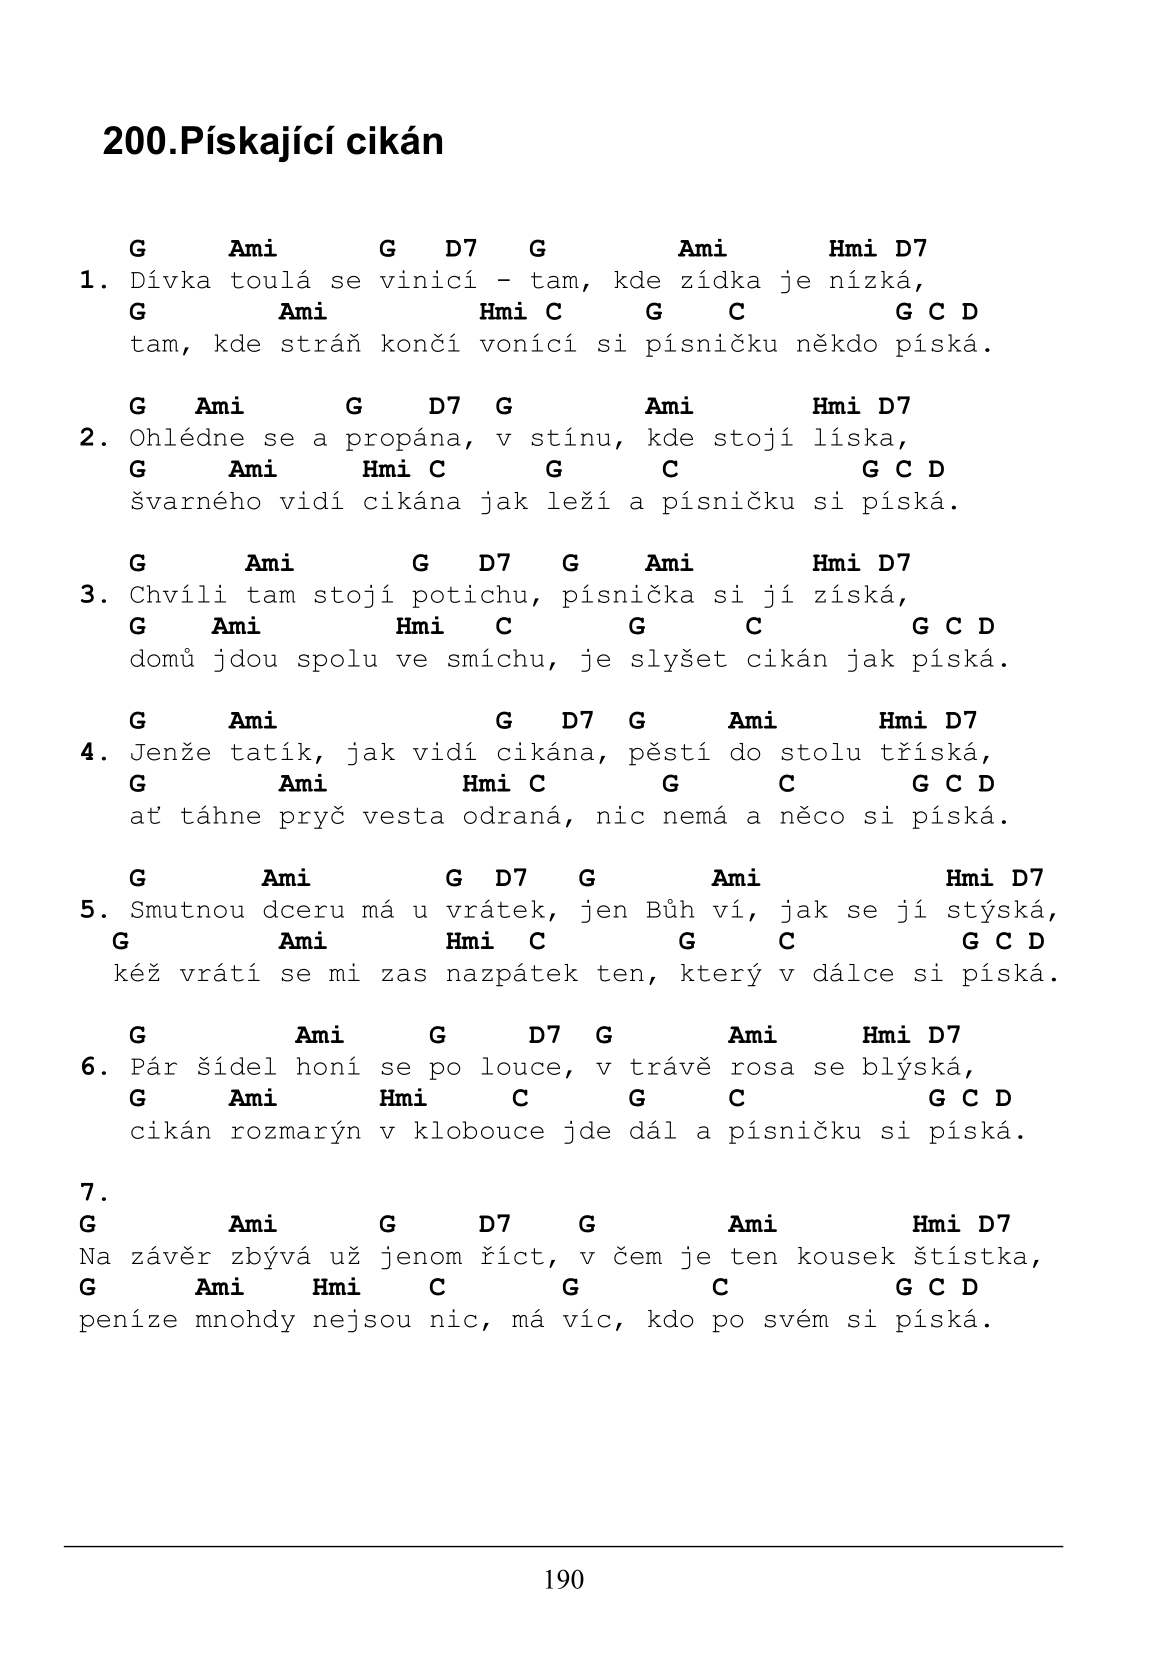 200.Pískající cikán
   G     Ami      G   D7   G        Ami      Hmi D7
1. Dívka toulá se vinicí - tam, kde zídka je nízká,
   G        Ami         Hmi C     G    C         G C D
   tam, kde stráň končí vonící si písničku někdo píská.
   G   Ami      G    D7  G        Ami       Hmi D7
2. Ohlédne se a propána, v stínu, kde stojí líska,
   G     Ami     Hmi C      G      C           G C D
   švarného vidí cikána jak leží a písničku si píská.
   G      Ami       G   D7   G    Ami       Hmi D7
3. Chvíli tam stojí potichu, písnička si jí získá,
   G    Ami        Hmi   C       G      C         G C D
   domů jdou spolu ve smíchu, je slyšet cikán jak píská.
   G     Ami             G   D7  G     Ami      Hmi D7
4. Jenže tatík, jak vidí cikána, pěstí do stolu tříská,
   G        Ami        Hmi C       G      C       G C D
   ať táhne pryč vesta odraná, nic nemá a něco si píská.
   G       Ami        G  D7   G       Ami           Hmi D7
5. Smutnou dceru má u vrátek, jen Bůh ví, jak se jí stýská,
  G         Ami       Hmi  C        G     C          G C D
  kéž vrátí se mi zas nazpátek ten, který v dálce si píská.
   G         Ami     G     D7  G       Ami     Hmi D7
6. Pár šídel honí se po louce, v trávě rosa se blýská,
   G     Ami      Hmi     C      G     C           G C D
   cikán rozmarýn v klobouce jde dál a písničku si píská.
7.
G        Ami      G     D7    G        Ami        Hmi D7
Na závěr zbývá už jenom říct, v čem je ten kousek štístka,
G      Ami    Hmi    C       G        C          G C D
peníze mnohdy nejsou nic, má víc, kdo po svém si píská.
190